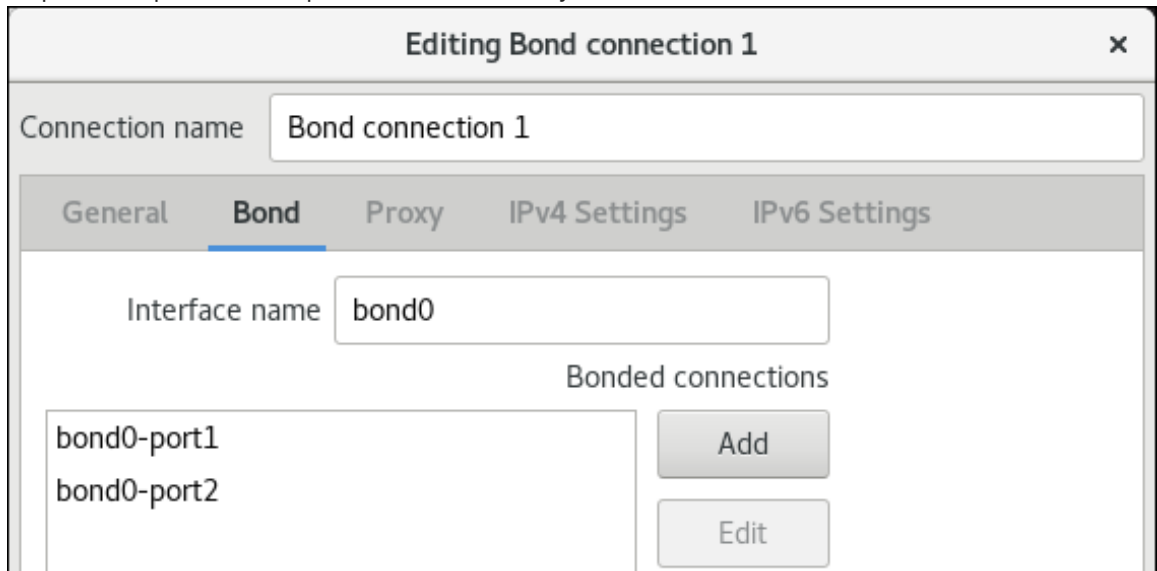 Editing Bond connection 1 ×
Connection name Bond connection 1
General Bond Proxy IPv4 Settings IPv6 Settings
Interface name bond0
Bonded connections
bond0-port1
Add
bond0-port2
Edit